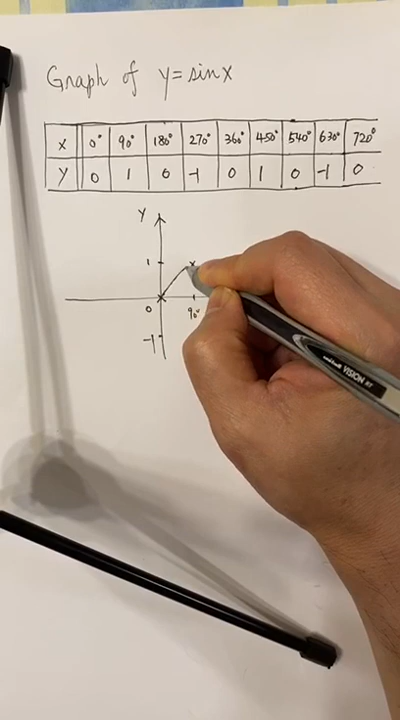 Graph of y=sinx
X 0° 90° 180° 270° 360° 450° 540° 630° 720°
Y 0 1 0 -1 0 1 0 -1 0
Y
1
0 90°
-1
uni-ball VISION RT